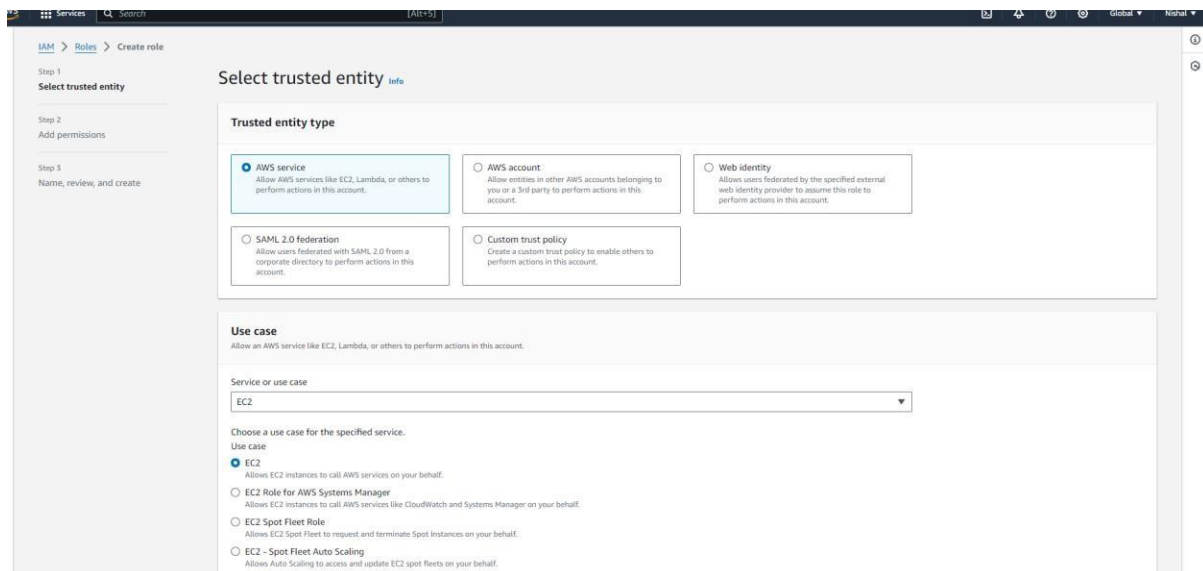 Services
Search
[Alt+S]
Global ▼
Nishal ▼
IAM > Roles > Create role
Step 1
Select trusted entity
Step 2
Add permissions
Step 3
Name, review, and create
Select trusted entity Info
Trusted entity type
AWS service
Allow AWS services like EC2, Lambda, or others to
perform actions in this account.
AWS account
Allow entities in other AWS accounts belonging to
you or a 3rd party to perform actions in this
account.
Web identity
Allows users federated by the specified external
web identity provider to assume this role to
perform actions in this account.
SAML 2.0 federation
Allow users federated with SAML 2.0 from a
corporate directory to perform actions in this
account.
Custom trust policy
Create a custom trust policy to enable others to
perform actions in this account.
Use case
Allow an AWS service like EC2, Lambda, or others to perform actions in this account.
Service or use case
EC2
Choose a use case for the specified service.
Use case
EC2
Allows EC2 instances to call AWS services on your behalf.
EC2 Role for AWS Systems Manager
Allows EC2 instances to call AWS services like CloudWatch and Systems Manager on your behalf.
EC2 Spot Fleet Role
Allows EC2 Spot Fleet to request and terminate Spot Instances on your behalf.
EC2 - Spot Fleet Auto Scaling
Allows Auto Scaling to access and update EC2 spot fleets on your behalf.